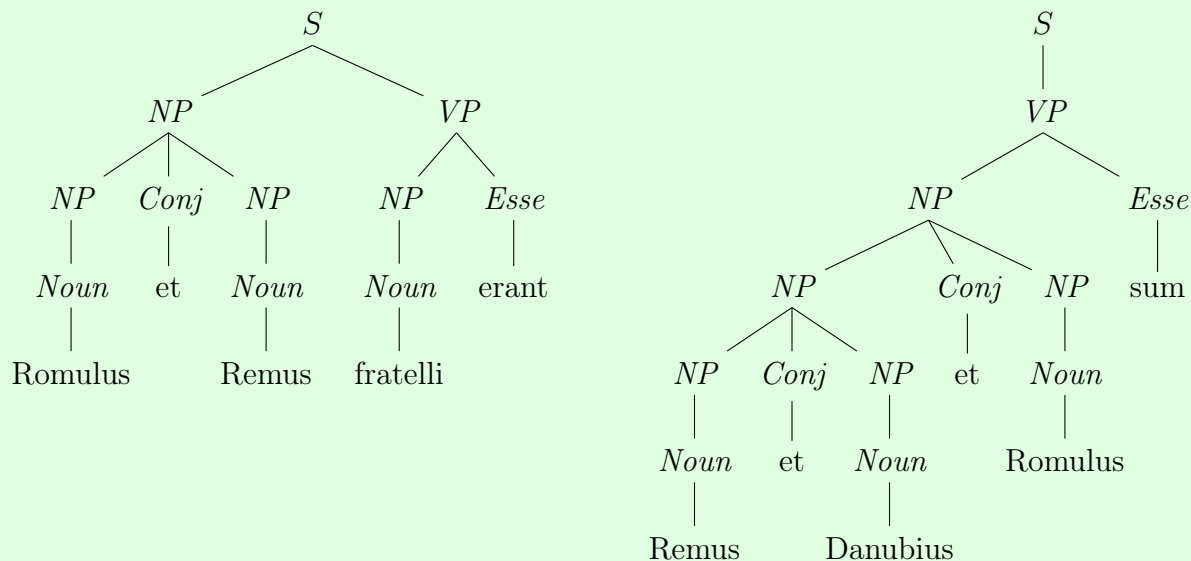 S S
NP VP VP
NP Conj NP NP Esse NP Esse
Noun et Noun Noun erant NP Conj NP sum
Romulus Remus fratelli NP Conj NP et Noun
Noun et Noun Romulus
Remus Danubius